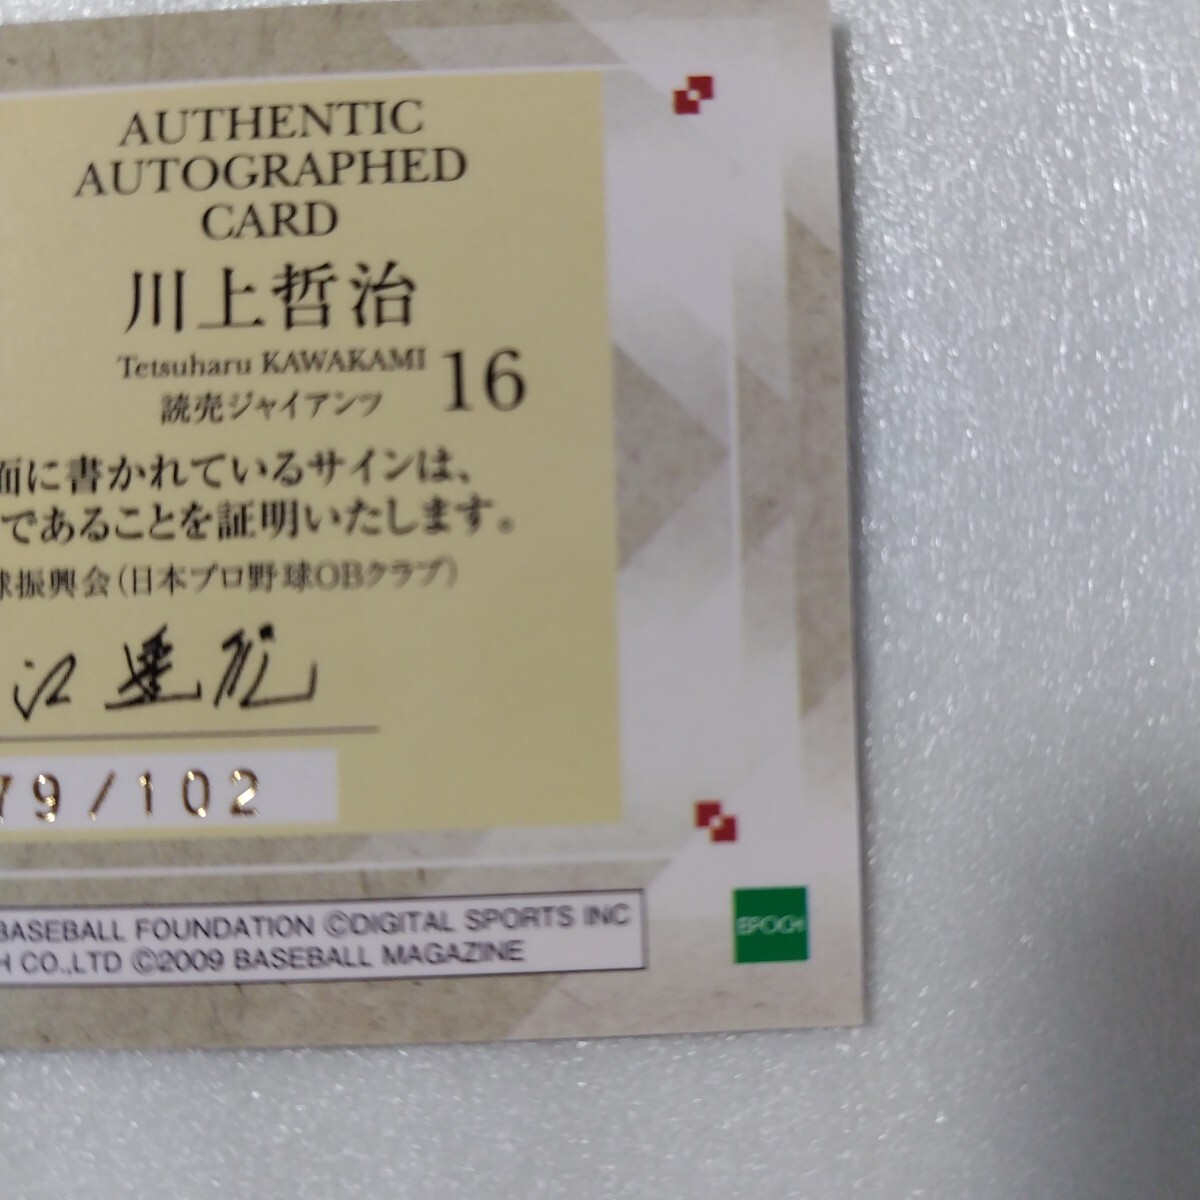 AUTHENTIC
AUTOGRAPHED
CARD
川上哲治
Tetsuharu KAWAKAMI 16
読売ジャイアンツ
面に書かれているサインは、
であることを証明いたします。
球振興会(日本プロ野球OBクラブ)
79/102
BASEBALL FOUNDATION ©DIGITAL SPORTS INC
H CO.,LTD ©2009 BASEBALL MAGAZINE
EPOCH